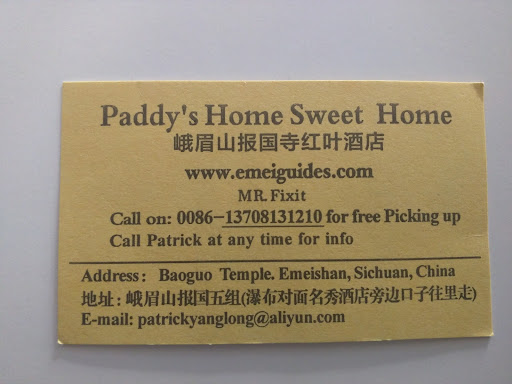 Paddy's Home Sweet Home
峨眉山报国寺红叶酒店
www.emeiguides.com
MR. Fixit
Call on: 0086-13708131210 for free Picking up
Call Patrick at any time for info
Address: Baoguo Temple. Emeishan, Sichuan, China
地址: 峨眉山报国五组(瀑布对面名秀酒店旁边口子往里走)
E-mail: patrickyanglong@aliyun.com